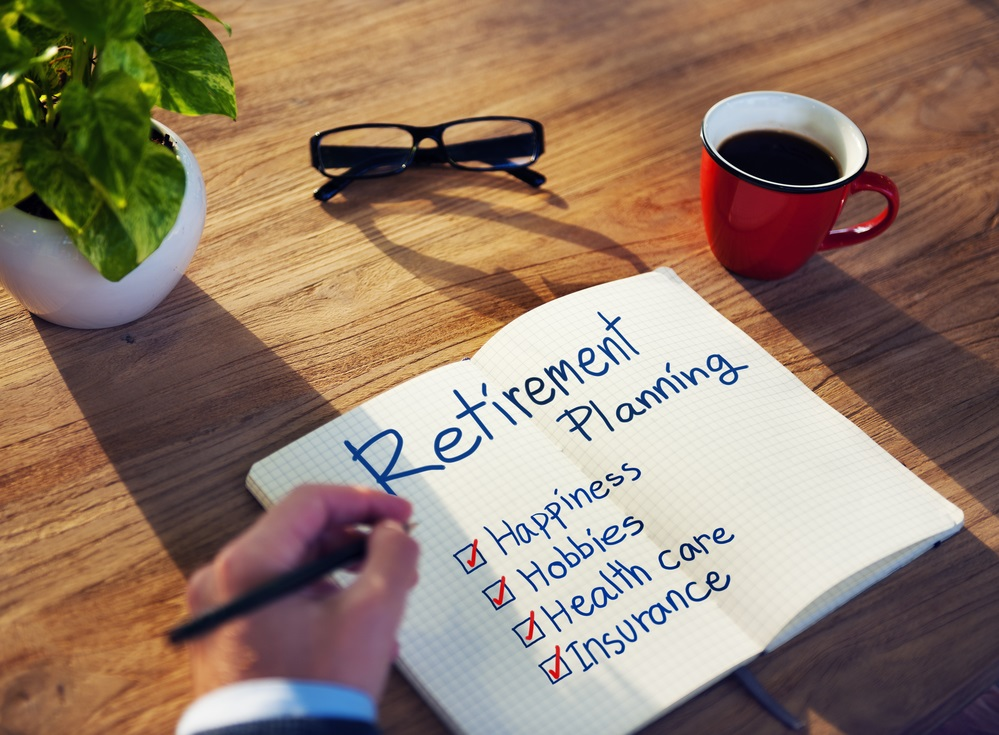 Retirement
Planning
Happiness
Hobbies
Health care
Insurance